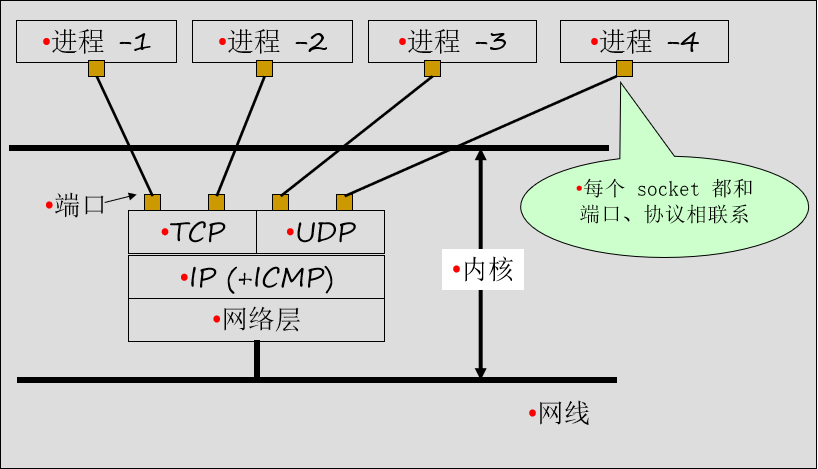 •进程 -1
•进程 -2
•进程 -3
•进程 -4
•每个 socket 都和
端口、协议相联系
•端口
•TCP
•UDP
•IP (+ICMP)
•内核
•网络层
•网线